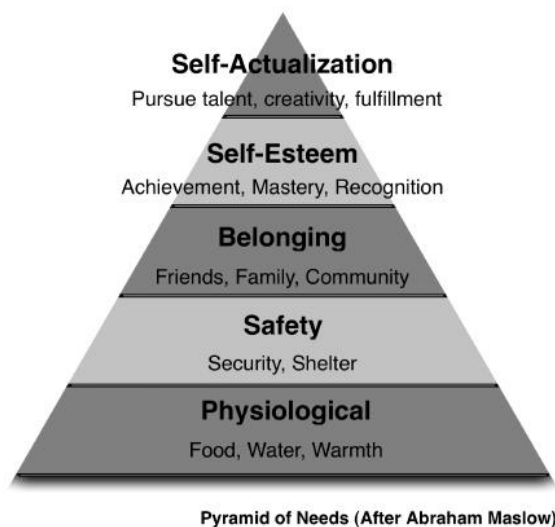 Self-Actualization
Pursue talent, creativity, fulfillment
Self-Esteem
Achievement, Mastery, Recognition
Belonging
Friends, Family, Community
Safety
Security, Shelter
Physiological
Food, Water, Warmth
Pyramid of Needs (After Abraham Maslow)